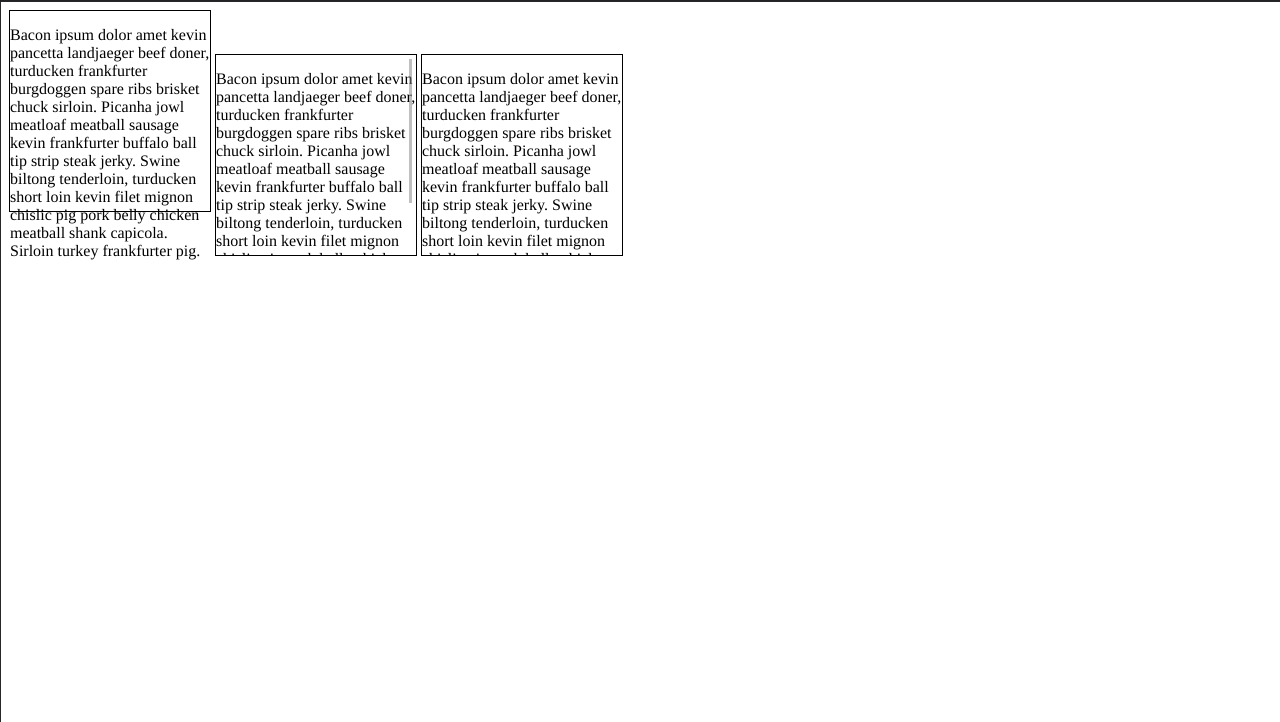 Bacon ipsum dolor amet kevin
pancetta landjaeger beef doner,
turducken frankfurter
burgdoggen spare ribs brisket
chuck sirloin. Picanha jowl
meatloaf meatball sausage
kevin frankfurter buffalo ball
tip strip steak jerky. Swine
biltong tenderloin, turducken
short loin kevin filet mignon
chislic pig pork belly chicken
meatball shank capicola.
Sirloin turkey frankfurter pig.
Bacon ipsum dolor amet kevin
pancetta landjaeger beef doner,
turducken frankfurter
burgdoggen spare ribs brisket
chuck sirloin. Picanha jowl
meatloaf meatball sausage
kevin frankfurter buffalo ball
tip strip steak jerky. Swine
biltong tenderloin, turducken
short loin kevin filet mignon
Bacon ipsum dolor amet kevin
pancetta landjaeger beef doner,
turducken frankfurter
burgdoggen spare ribs brisket
chuck sirloin. Picanha jowl
meatloaf meatball sausage
kevin frankfurter buffalo ball
tip strip steak jerky. Swine
biltong tenderloin, turducken
short loin kevin filet mignon